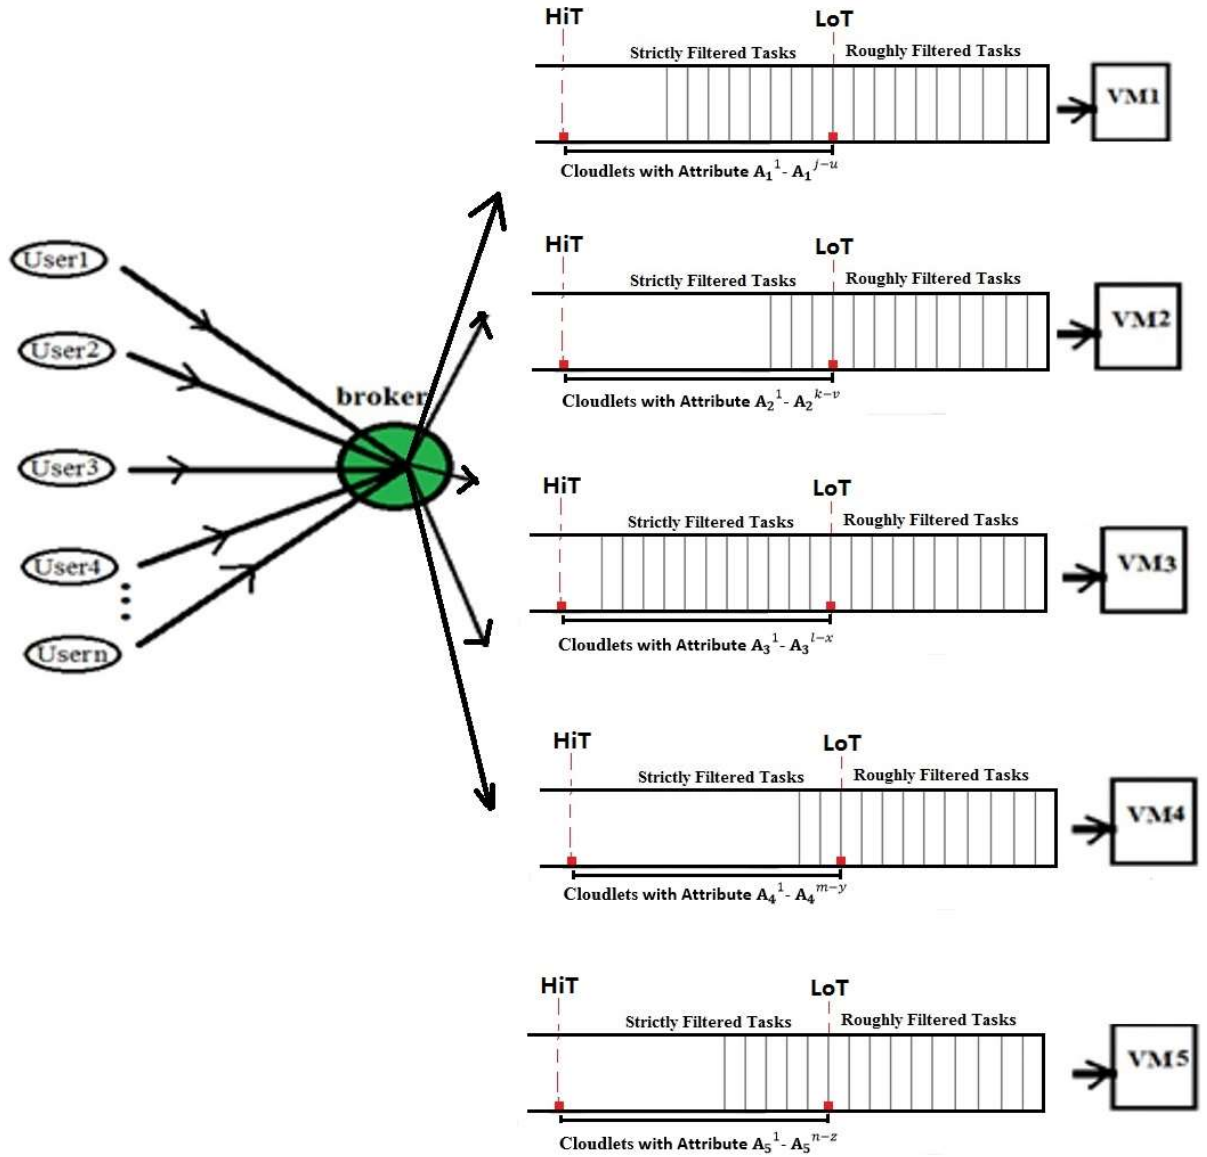 HiT LoT
Strictly Filtered Tasks Roughly Filtered Tasks
VM1
Cloudlets with Attribute A₁¹- A₁ʲ⁻ᵘ
User1
HiT LoT
Strictly Filtered Tasks Roughly Filtered Tasks
VM2
User2
broker
Cloudlets with Attribute A₂¹- A₂ᵏ⁻ᵛ
User3
HiT LoT
Strictly Filtered Tasks Roughly Filtered Tasks
User4
VM3
Cloudlets with Attribute A₃¹- A₃ˡ⁻ˣ
Usern
HiT LoT
Strictly Filtered Tasks Roughly Filtered Tasks
VM4
Cloudlets with Attribute A₄¹- A₄ᵐ⁻ʸ
HiT LoT
Strictly Filtered Tasks Roughly Filtered Tasks
VM5
Cloudlets with Attribute A₅¹- A₅ⁿ⁻ᶻ